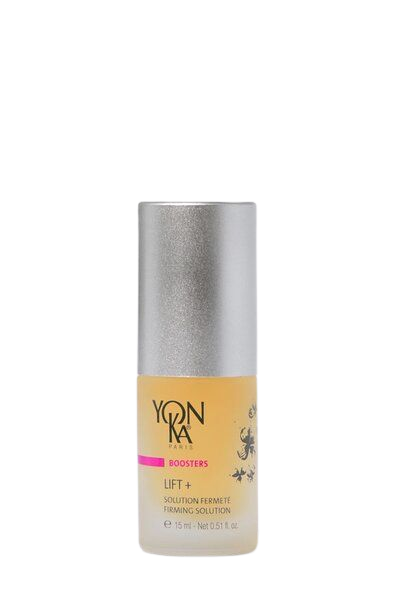 YON
KA®
PARIS
BOOSTERS
LIFT +
SOLUTION FERMETÉ
FIRMING SOLUTION
℮ 15 ml - Net 0.51 fl. oz.